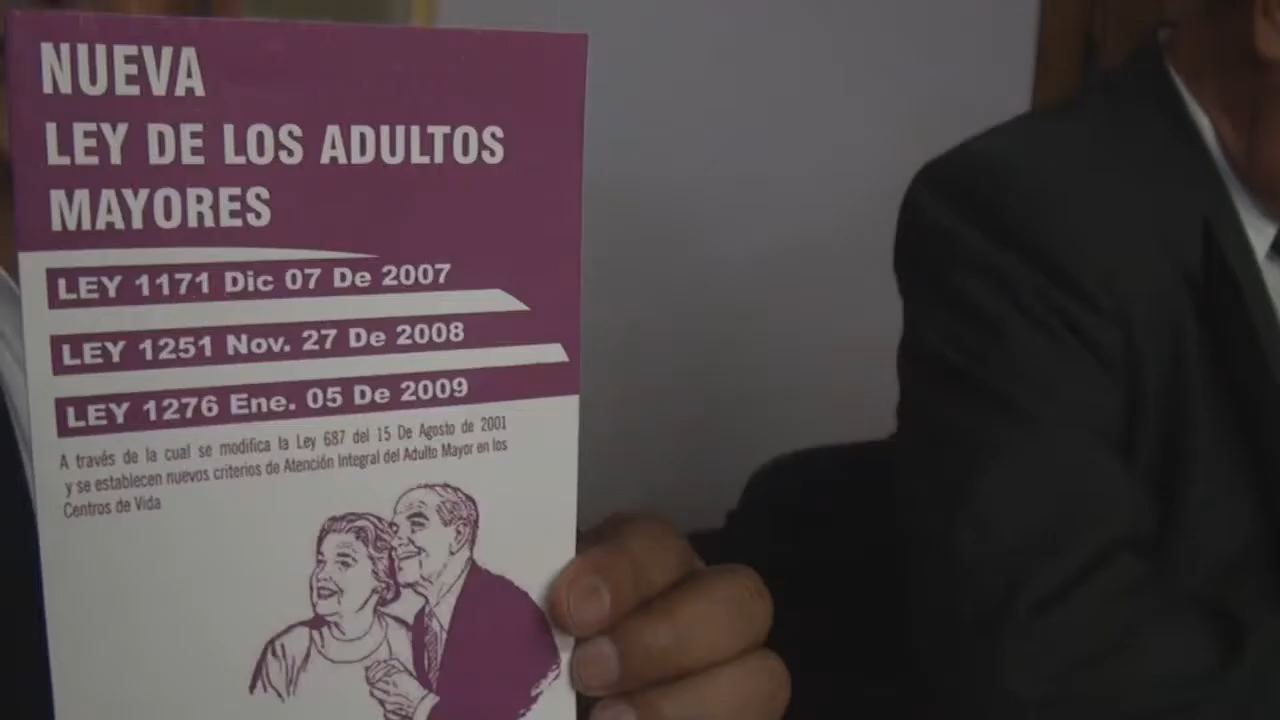 NUEVA
LEY DE LOS ADULTOS
MAYORES
LEY 1171 Dic 07 De 2007
LEY 1251 Nov. 27 De 2008
LEY 1276 Ene. 05 De 2009
A través de la cual se modifica la Ley 687 del 15 De Agosto de 2001
y se establecen nuevos criterios de Atención Integral del Adulto Mayor en los
Centros de Vida